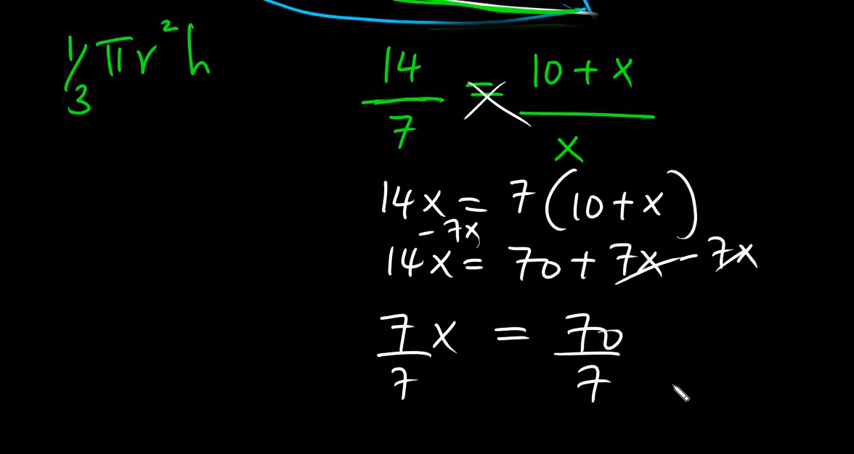 1/3 πr²h
14/7 = (10 + x)/x
14x = 7(10 + x)
- 7x
14x = 70 + 7x - 7x
7x/7 = 70/7